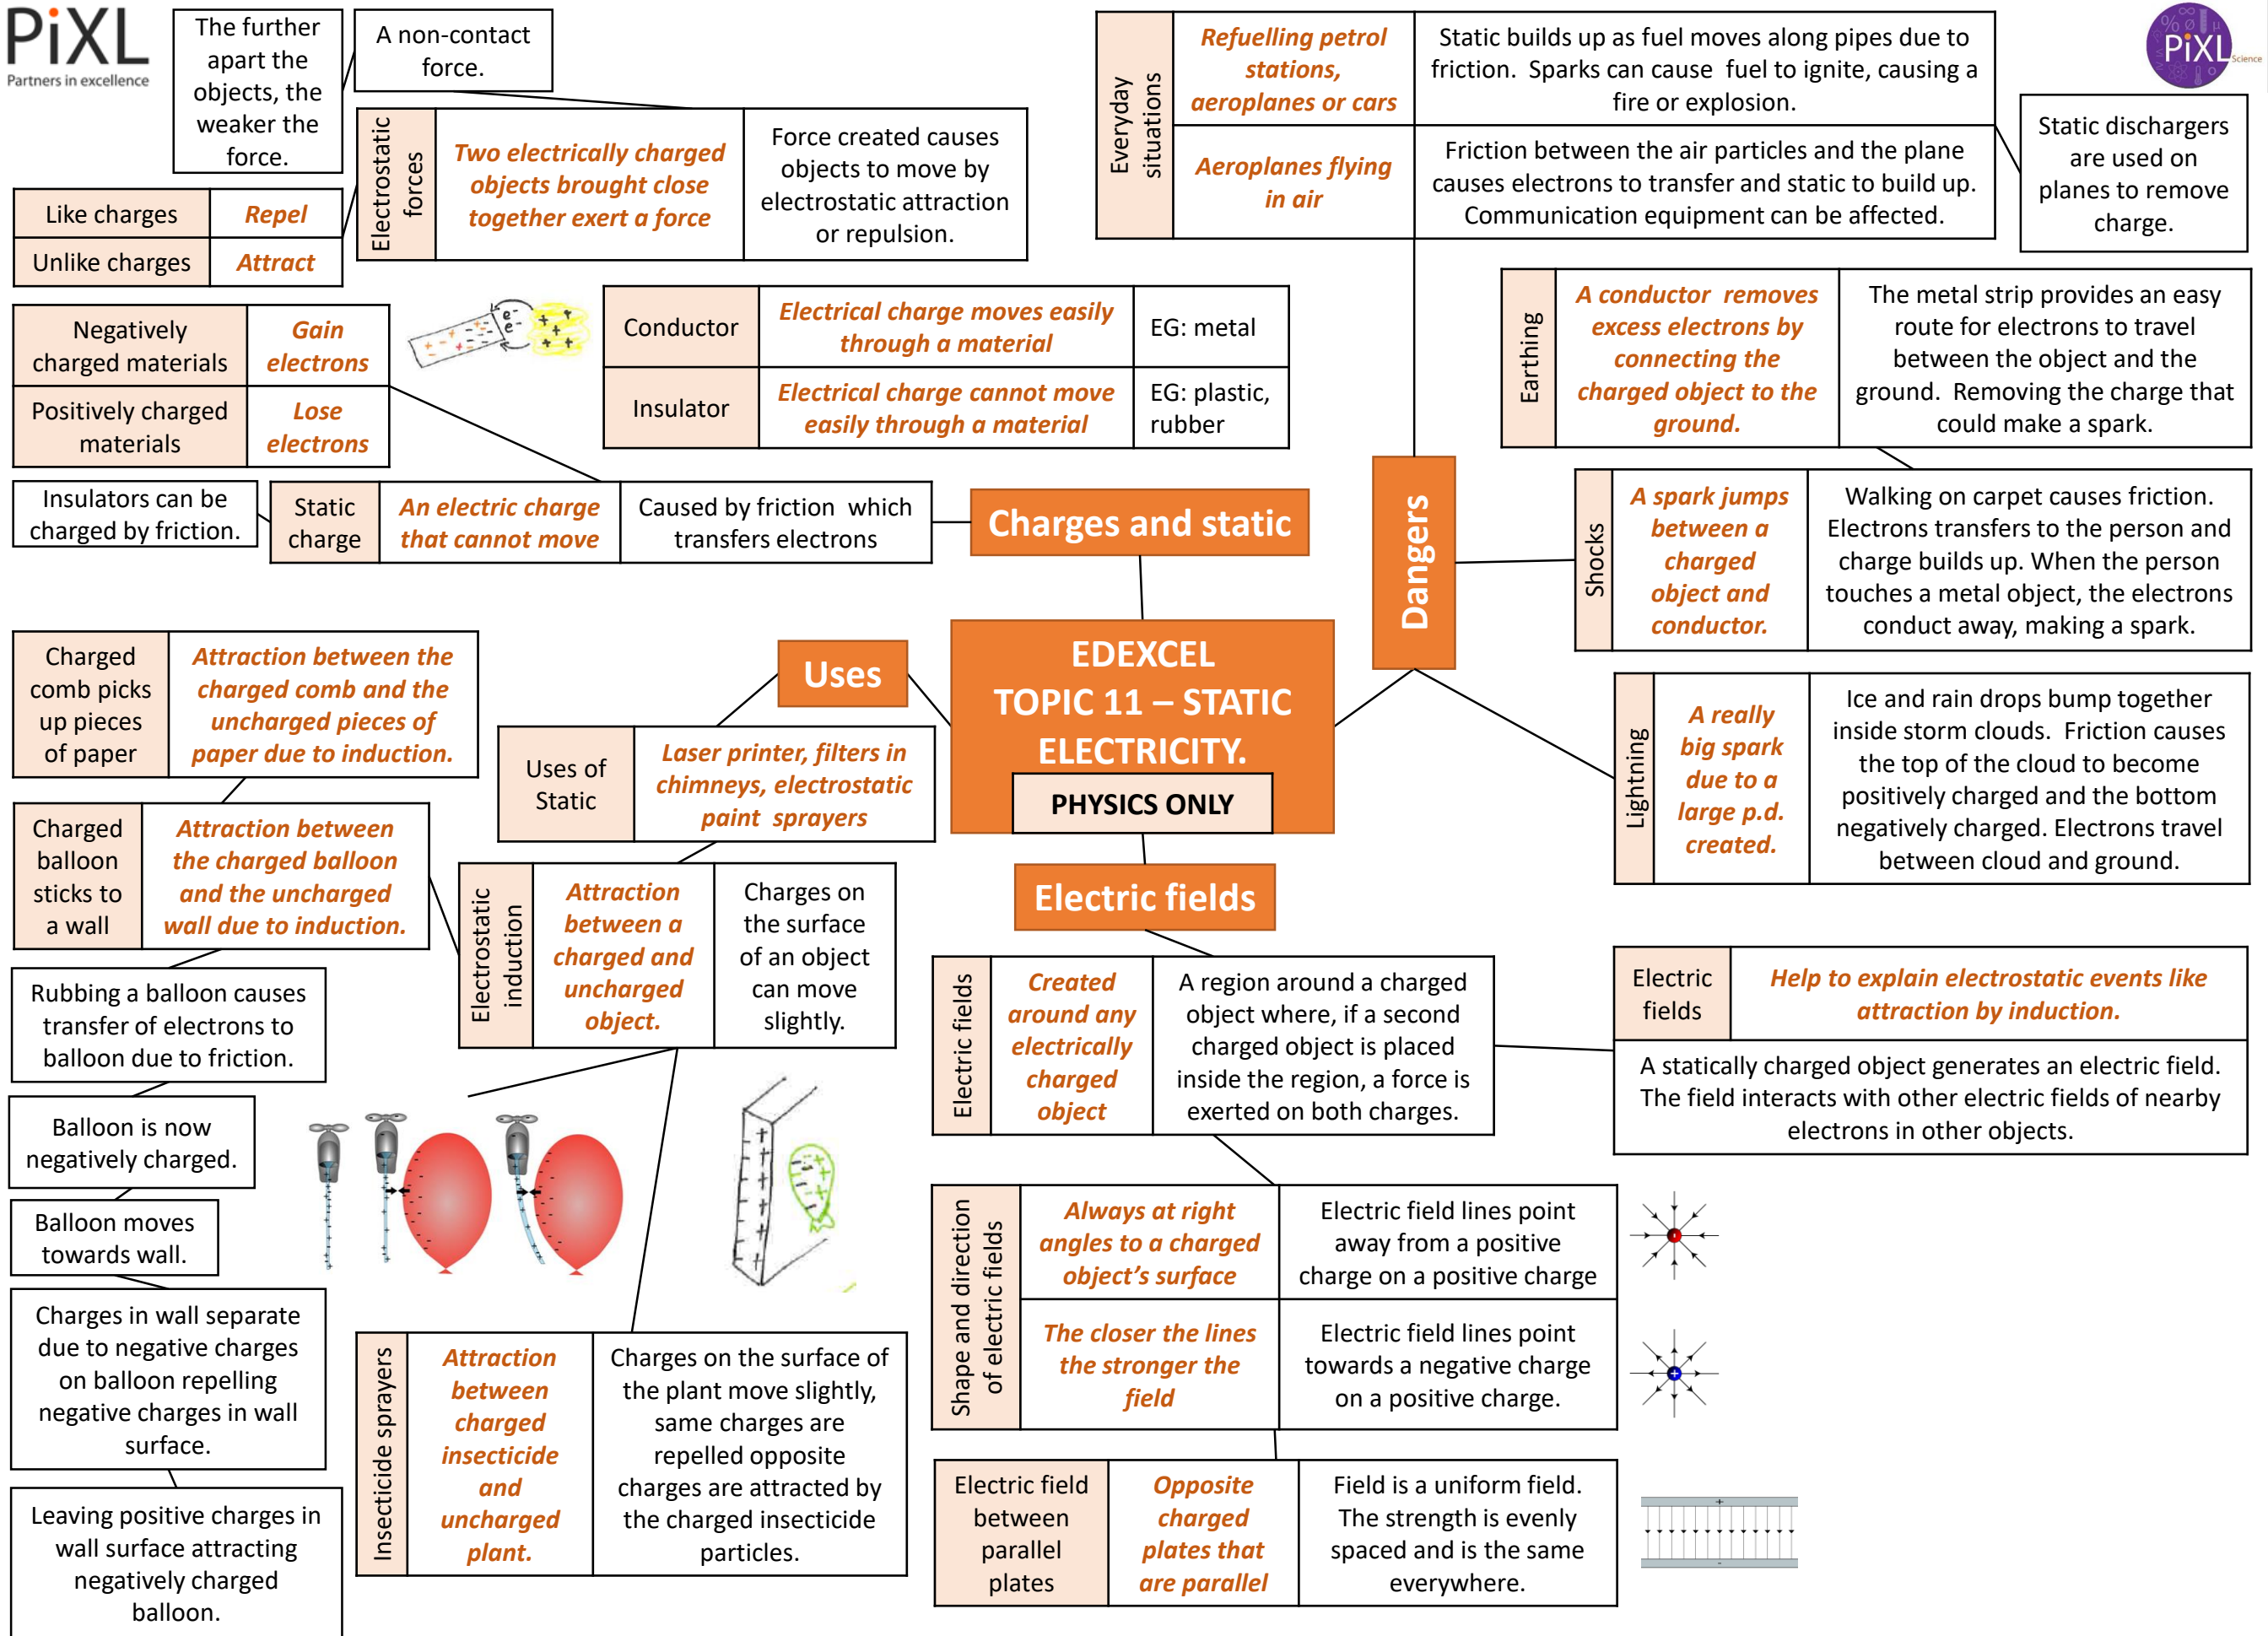 PiXL
Partners in excellence
The further
apart the
objects, the
weaker the
force.
A non-contact
force.
Electrostatic
forces
Two electrically charged
objects brought close
together exert a force
Force created causes
objects to move by
electrostatic attraction
or repulsion.
Like charges
Repel
Unlike charges
Attract
Everyday
situations
Refuelling petrol
stations,
aeroplanes or cars
Static builds up as fuel moves along pipes due to
friction. Sparks can cause fuel to ignite, causing a
fire or explosion.
Aeroplanes flying
in air
Friction between the air particles and the plane
causes electrons to transfer and static to build up.
Communication equipment can be affected.
PiXL
Science
Static dischargers
are used on
planes to remove
charge.
Negatively
charged materials
Gain
electrons
Positively charged
materials
Lose
electrons
e-
e-
Conductor
Electrical charge moves easily
through a material
EG: metal
Insulator
Electrical charge cannot move
easily through a material
EG: plastic,
rubber
Earthing
A conductor removes
excess electrons by
connecting the
charged object to the
ground.
The metal strip provides an easy
route for electrons to travel
between the object and the
ground. Removing the charge that
could make a spark.
Insulators can be
charged by friction.
Static
charge
An electric charge
that cannot move
Caused by friction which
transfers electrons
Charges and static
Dangers
Shocks
A spark jumps
between a
charged
object and
conductor.
Walking on carpet causes friction.
Electrons transfers to the person and
charge builds up. When the person
touches a metal object, the electrons
conduct away, making a spark.
Charged
comb picks
up pieces
of paper
Attraction between the
charged comb and the
uncharged pieces of
paper due to induction.
Uses
EDEXCEL
TOPIC 11 – STATIC
ELECTRICITY.
PHYSICS ONLY
Uses of
Static
Laser printer, filters in
chimneys, electrostatic
paint sprayers
Lightning
A really
big spark
due to a
large p.d.
created.
Ice and rain drops bump together
inside storm clouds. Friction causes
the top of the cloud to become
positively charged and the bottom
negatively charged. Electrons travel
between cloud and ground.
Charged
balloon
sticks to
a wall
Attraction between
the charged balloon
and the uncharged
wall due to induction.
Electrostatic
induction
Attraction
between a
charged and
uncharged
object.
Charges on
the surface
of an object
can move
slightly.
Electric fields
Rubbing a balloon causes
transfer of electrons to
balloon due to friction.
Electric fields
Created
around any
electrically
charged
object
A region around a charged
object where, if a second
charged object is placed
inside the region, a force is
exerted on both charges.
Electric
fields
Help to explain electrostatic events like
attraction by induction.
A statically charged object generates an electric field.
The field interacts with other electric fields of nearby
electrons in other objects.
Balloon is now
negatively charged.
Balloon moves
towards wall.
Charges in wall separate
due to negative charges
on balloon repelling
negative charges in wall
surface.
Leaving positive charges in
wall surface attracting
negatively charged
balloon.
Insecticide sprayers
Attraction
between
charged
insecticide
and
uncharged
plant.
Charges on the surface of
the plant move slightly,
same charges are
repelled opposite
charges are attracted by
the charged insecticide
particles.
Shape and direction
of electric fields
Always at right
angles to a charged
object's surface
Electric field lines point
away from a positive
charge on a positive charge
The closer the lines
the stronger the
field
Electric field lines point
towards a negative charge
on a positive charge.
Electric field
between
parallel
plates
Opposite
charged
plates that
are parallel
Field is a uniform field.
The strength is evenly
spaced and is the same
everywhere.